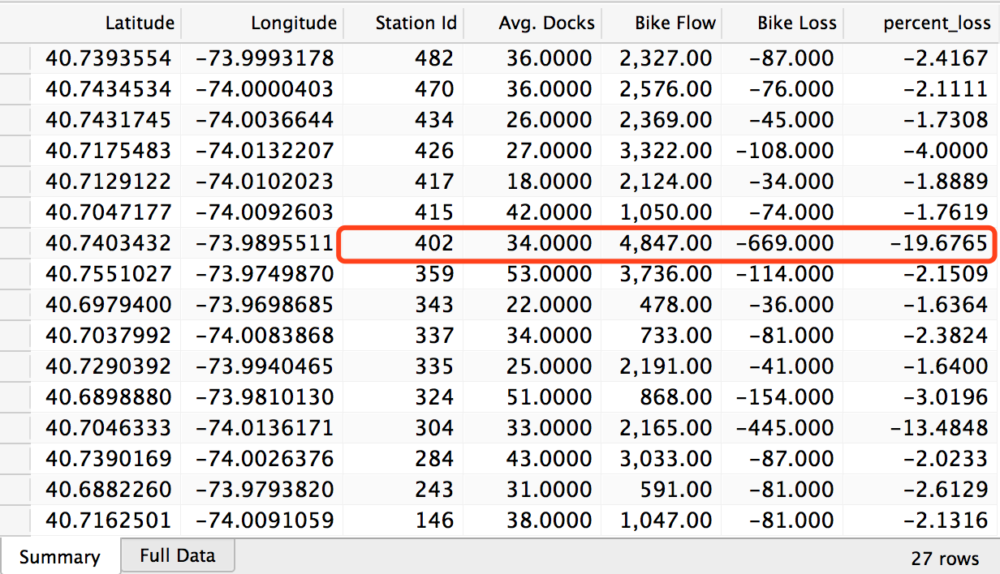 Latitude Longitude Station Id Avg. Docks Bike Flow Bike Loss percent_loss
40.7393554 -73.9993178 482 36.0000 2,327.00 -87.000 -2.4167
40.7434534 -74.0000403 470 36.0000 2,576.00 -76.000 -2.1111
40.7431745 -74.0036644 434 26.0000 2,369.00 -45.000 -1.7308
40.7175483 -74.0132207 426 27.0000 3,322.00 -108.000 -4.0000
40.7129122 -74.0102023 417 18.0000 2,124.00 -34.000 -1.8889
40.7047177 -74.0092603 415 42.0000 1,050.00 -74.000 -1.7619
40.7403432 -73.9895511 402 34.0000 4,847.00 -669.000 -19.6765
40.7551027 -73.9749870 359 53.0000 3,736.00 -114.000 -2.1509
40.6979400 -73.9698685 343 22.0000 478.00 -36.000 -1.6364
40.7037992 -74.0083868 337 34.0000 733.00 -81.000 -2.3824
40.7290392 -73.9940465 335 25.0000 2,191.00 -41.000 -1.6400
40.6898880 -73.9810130 324 51.0000 868.00 -154.000 -3.0196
40.7046333 -74.0136171 304 33.0000 2,165.00 -445.000 -13.4848
40.7390169 -74.0026376 284 43.0000 3,033.00 -87.000 -2.0233
40.6882260 -73.9793820 243 31.0000 591.00 -81.000 -2.6129
40.7162501 -74.0091059 146 38.0000 1,047.00 -81.000 -2.1316
Summary Full Data 27 rows